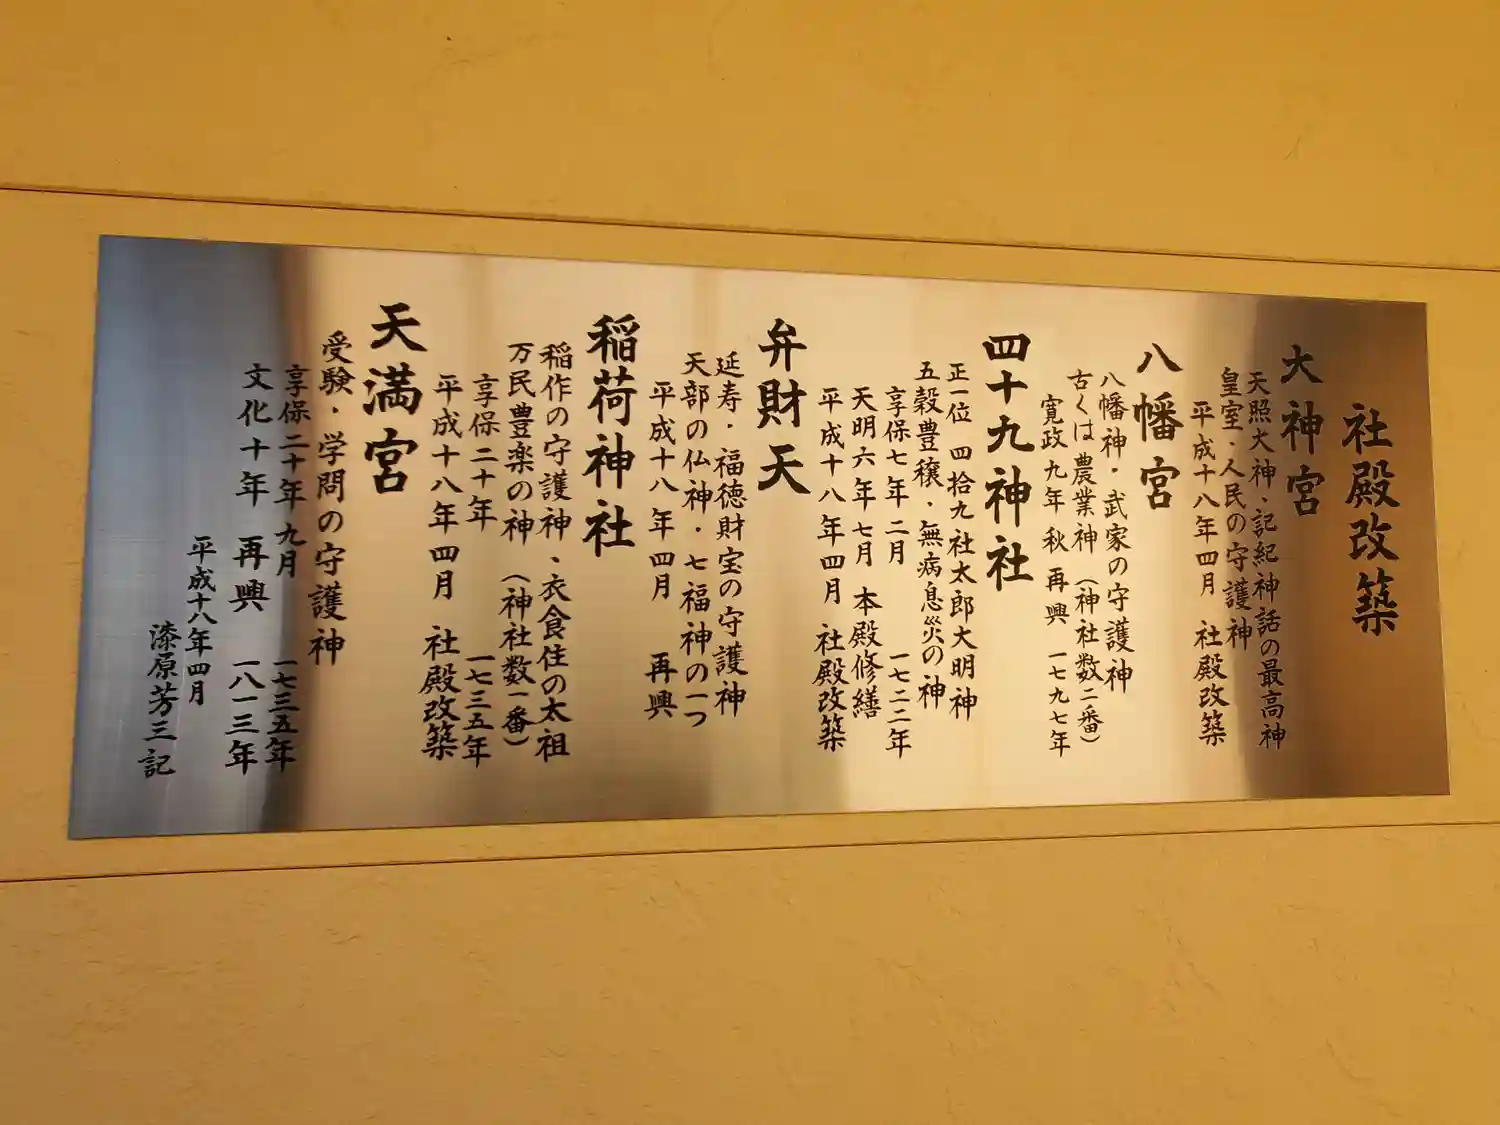 社殿改築
大神宮
天照大神・記紀神話の最高神
皇室・人民の守護神
平成十八年四月 社殿改築
八幡宮
八幡神・武家の守護神
古くは農業神（神社数二番）
寛政九年秋 再興 一七九七年
四十九神社
正一位 四拾九社太郎大明神
五穀豊穣・無病息災の神
享保七年二月 一七二二年
天明六年七月 本殿修繕
平成十八年四月 社殿改築
弁財天
延寿・福徳財宝の守護神
天部の仏神・七福神の一つ
平成十八年四月 再興
稲荷神社
稲作の守護神、衣食住の太祖
万民豊楽の神（神社数一番）
享保二十年 一七三五年
平成十八年四月 社殿改築
天満宮
受験・学問の守護神
享保二十年九月 一七三五年
文化十年 再興 一八一三年
平成十八年四月
漆原芳三記